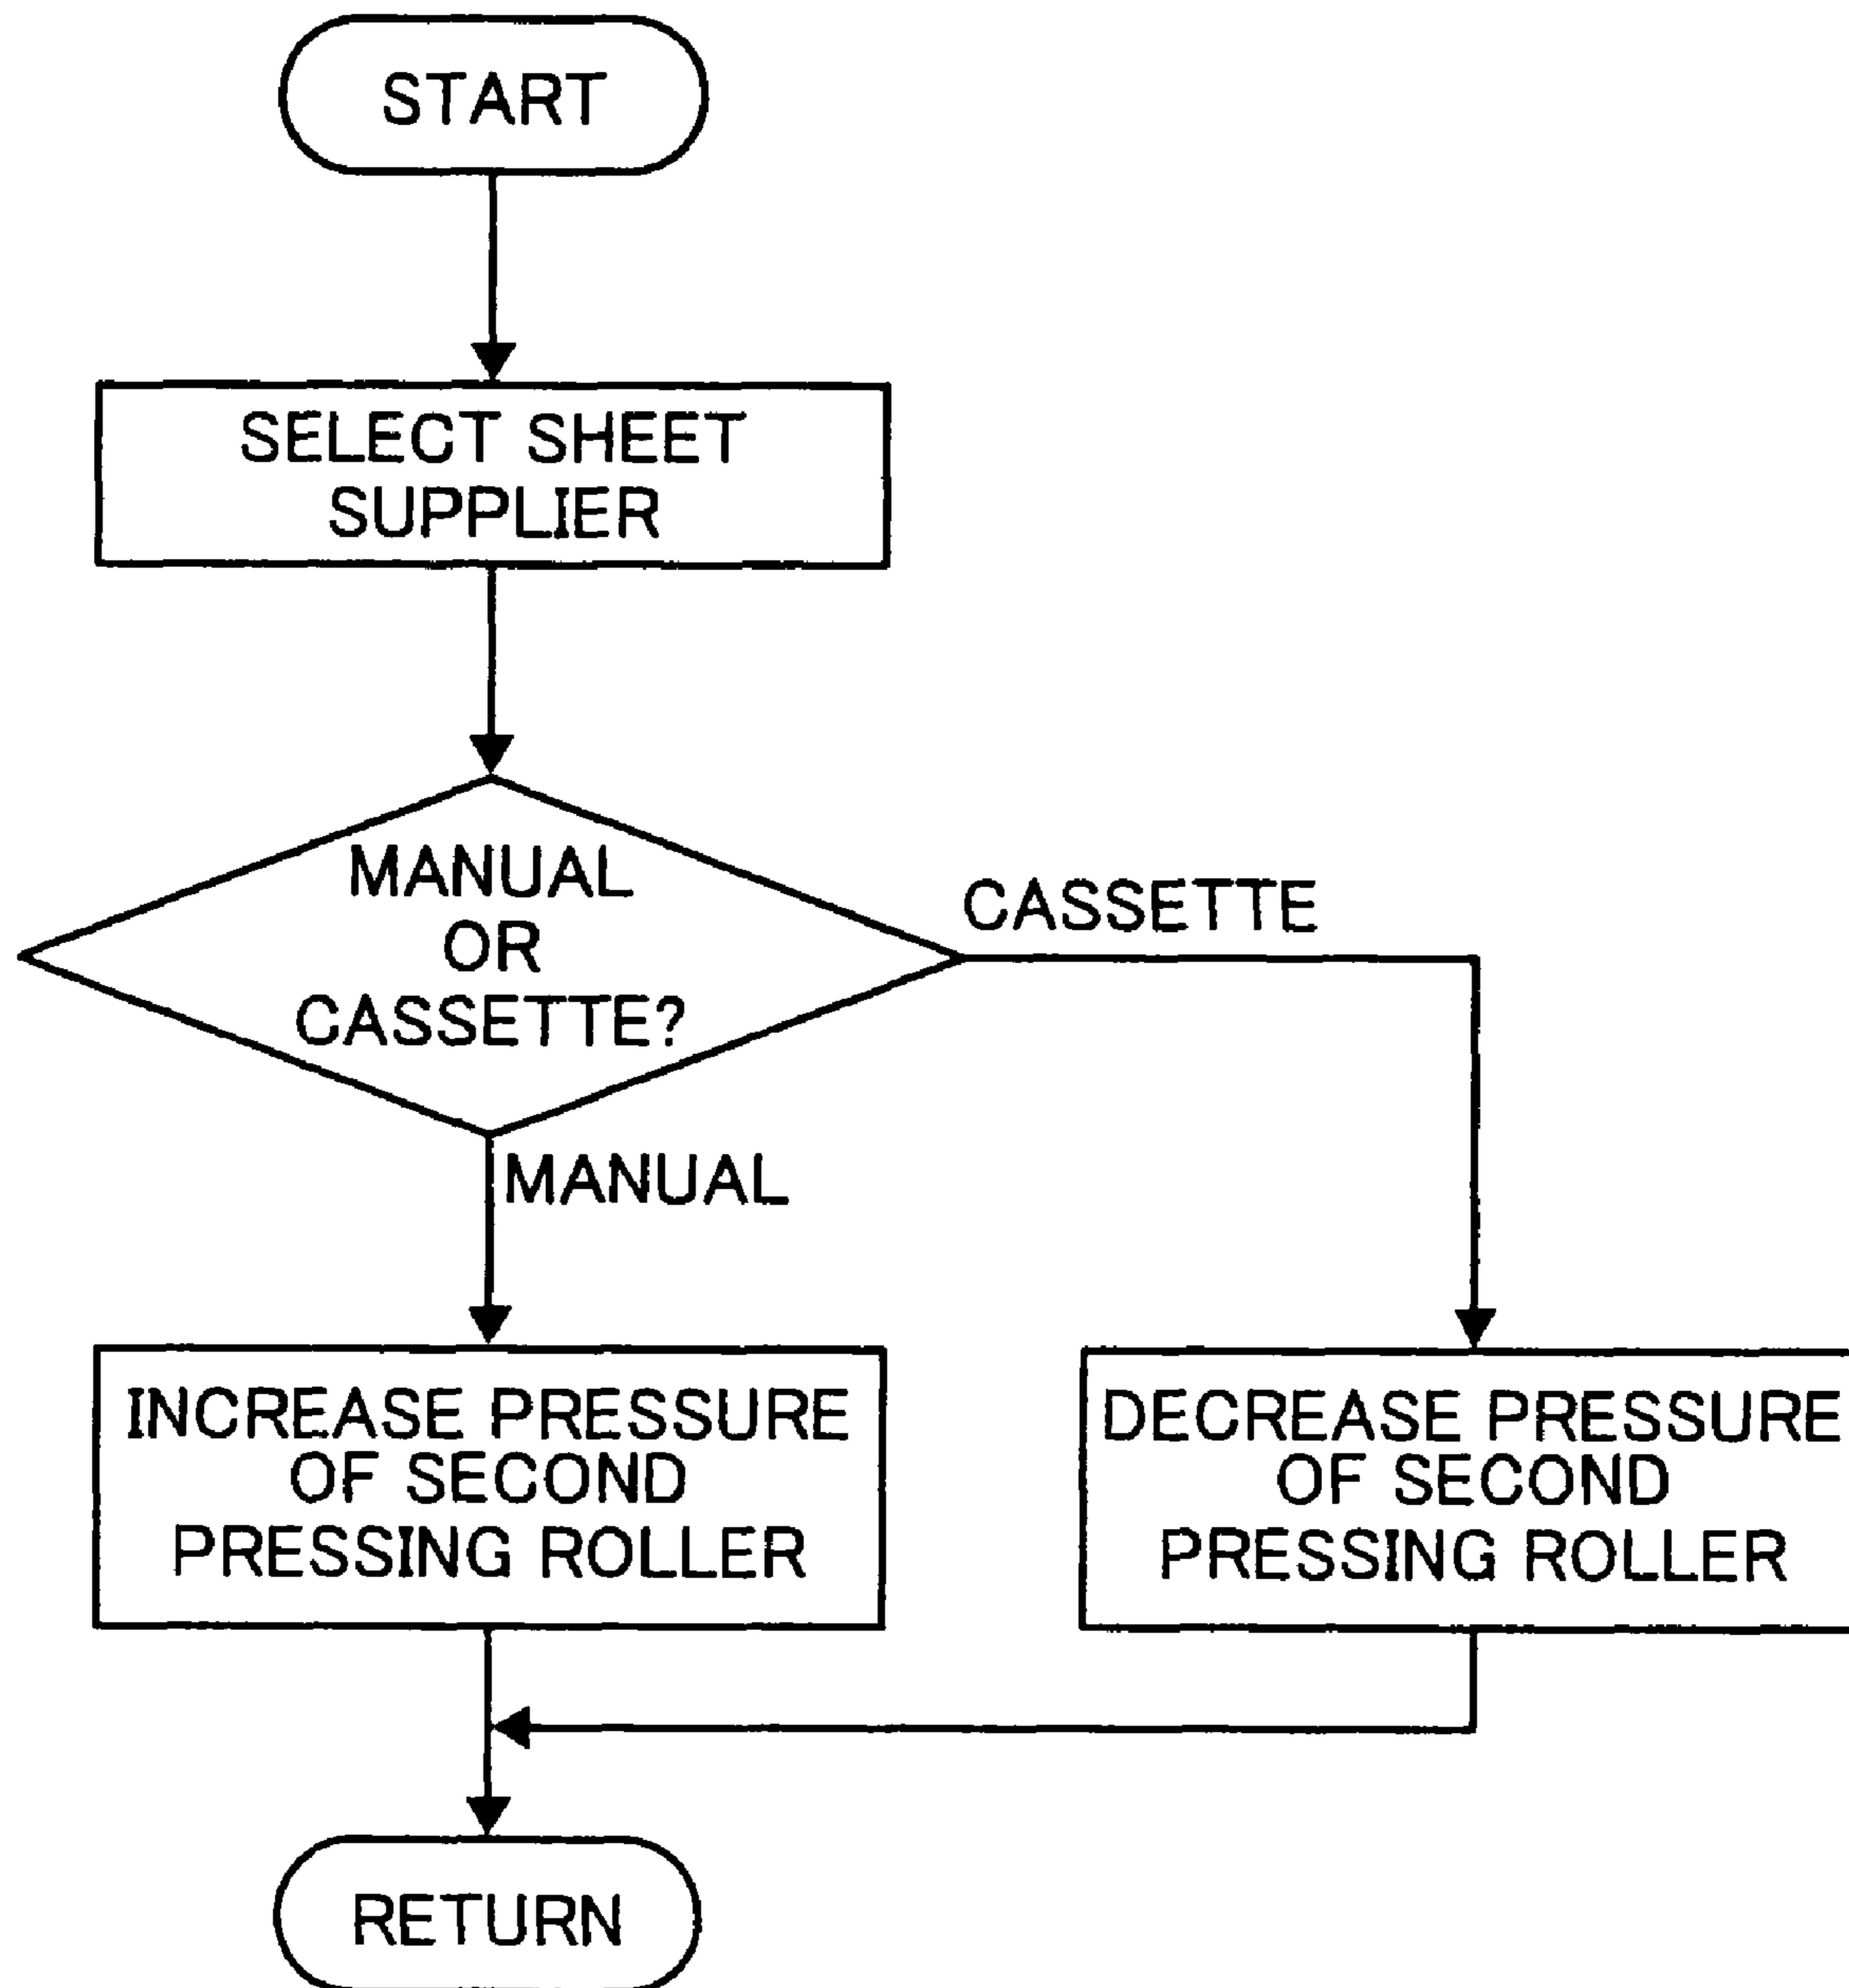 START
SELECT SHEET
SUPPLIER
MANUAL
OR
CASSETTE?
CASSETTE
MANUAL
INCREASE PRESSURE
OF SECOND
PRESSING ROLLER
DECREASE PRESSURE
OF SECOND
PRESSING ROLLER
RETURN